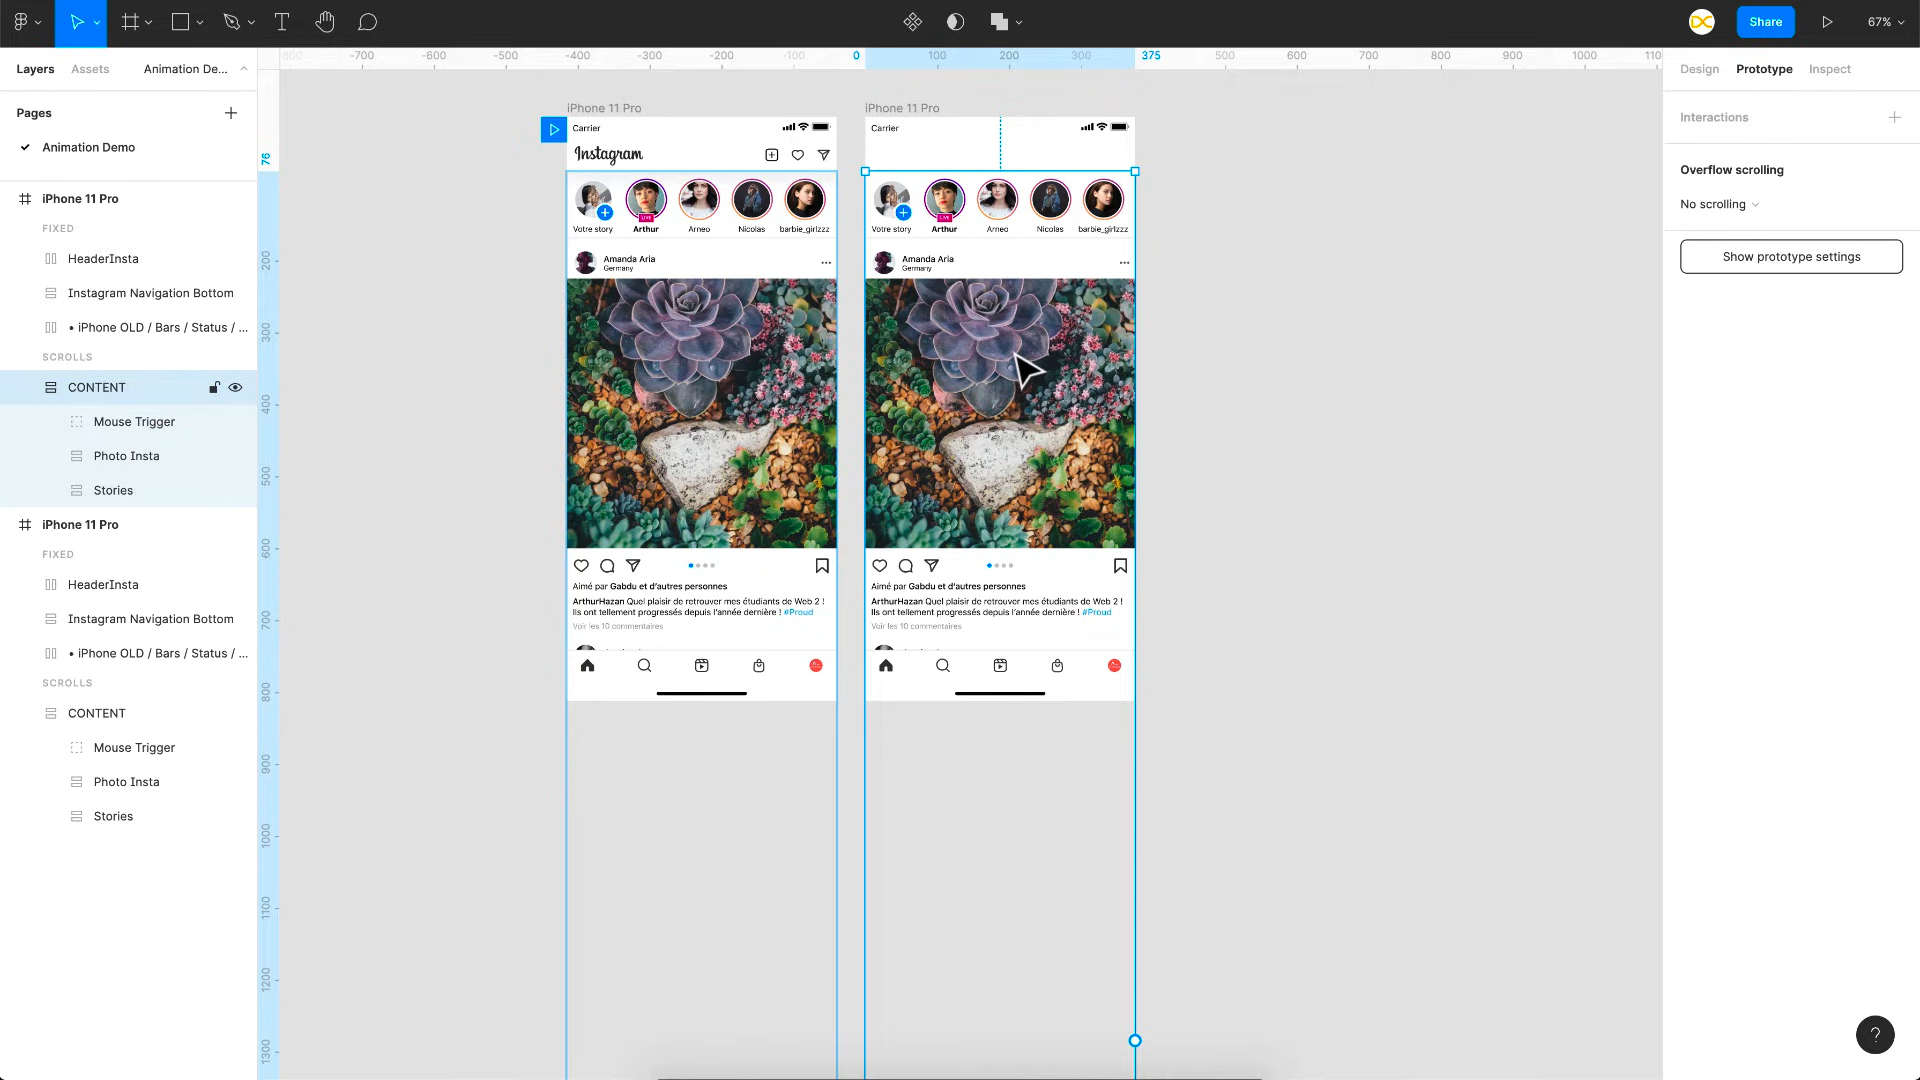 Share
67%
Layers
Assets
Animation De...
Pages
Animation Demo
iPhone 11 Pro
FIXED
HeaderInsta
Instagram Navigation Bottom
• iPhone OLD / Bars / Status / ...
SCROLLS
CONTENT
Mouse Trigger
Photo Insta
Stories
iPhone 11 Pro
FIXED
HeaderInsta
Instagram Navigation Bottom
• iPhone OLD / Bars / Status / ...
SCROLLS
CONTENT
Mouse Trigger
Photo Insta
Stories
-800 -700 -600 -500 -400 -300 -200 -100 0 100 200 300 375 500 600 700 800 900 1000 110
76
200
300
400
500
600
700
800
900
1000
1100
1200
1300
iPhone 11 Pro
Carrier
Instagram
LIVE
Votre story Arthur Arneo Nicolas barbie_girlzzz
Amanda Aria
Germany
Aimé par Gabdu et d'autres personnes
ArthurHazan Quel plaisir de retrouver mes étudiants de Web 2 !
Ils ont tellement progressés depuis l'année dernière ! #Proud
Voir les 10 commentaires
iPhone 11 Pro
Carrier
LIVE
Votre story Arthur Arneo Nicolas barbie_girlzzz
Amanda Aria
Germany
Aimé par Gabdu et d'autres personnes
ArthurHazan Quel plaisir de retrouver mes étudiants de Web 2 !
Ils ont tellement progressés depuis l'année dernière ! #Proud
Voir les 10 commentaires
Design
Prototype
Inspect
Interactions
Overflow scrolling
No scrolling
Show prototype settings
?